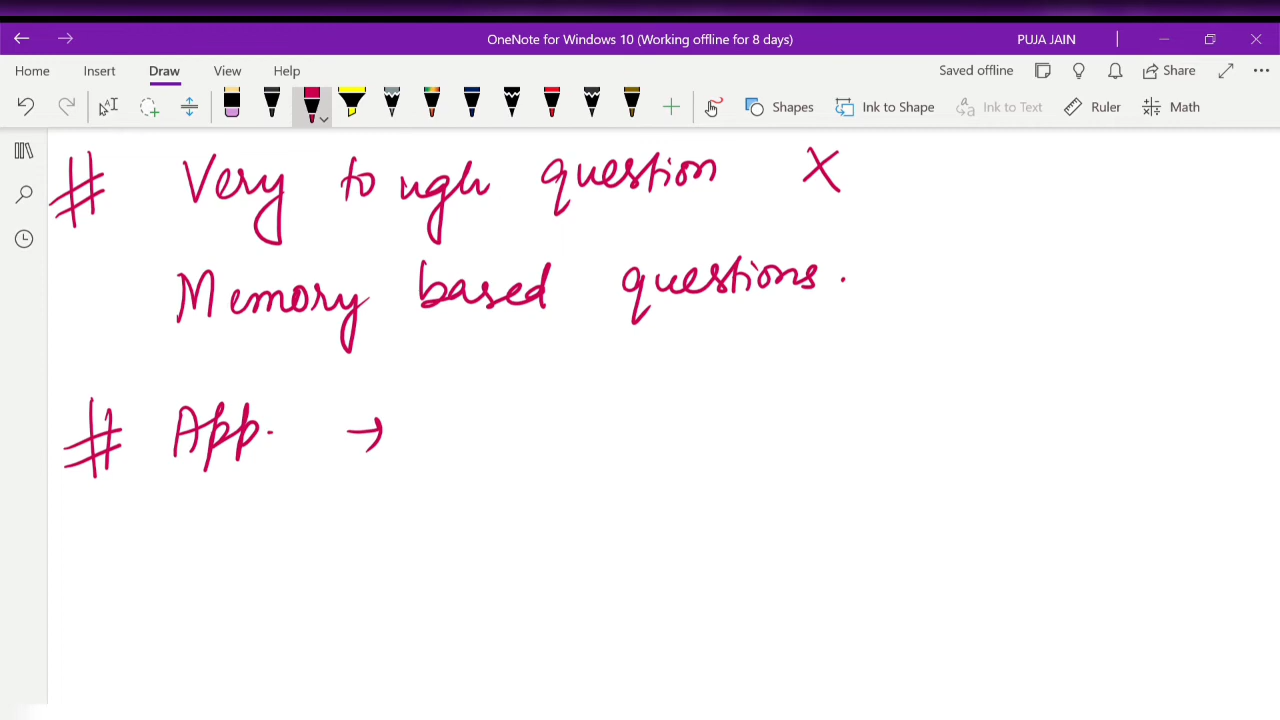 OneNote for Windows 10 (Working offline for 8 days) PUJA JAIN
Home Insert Draw View Help Saved offline Share
Shapes Ink to Shape Ink to Text Ruler Math
# Very tough question X
Memory based questions.
# App. →